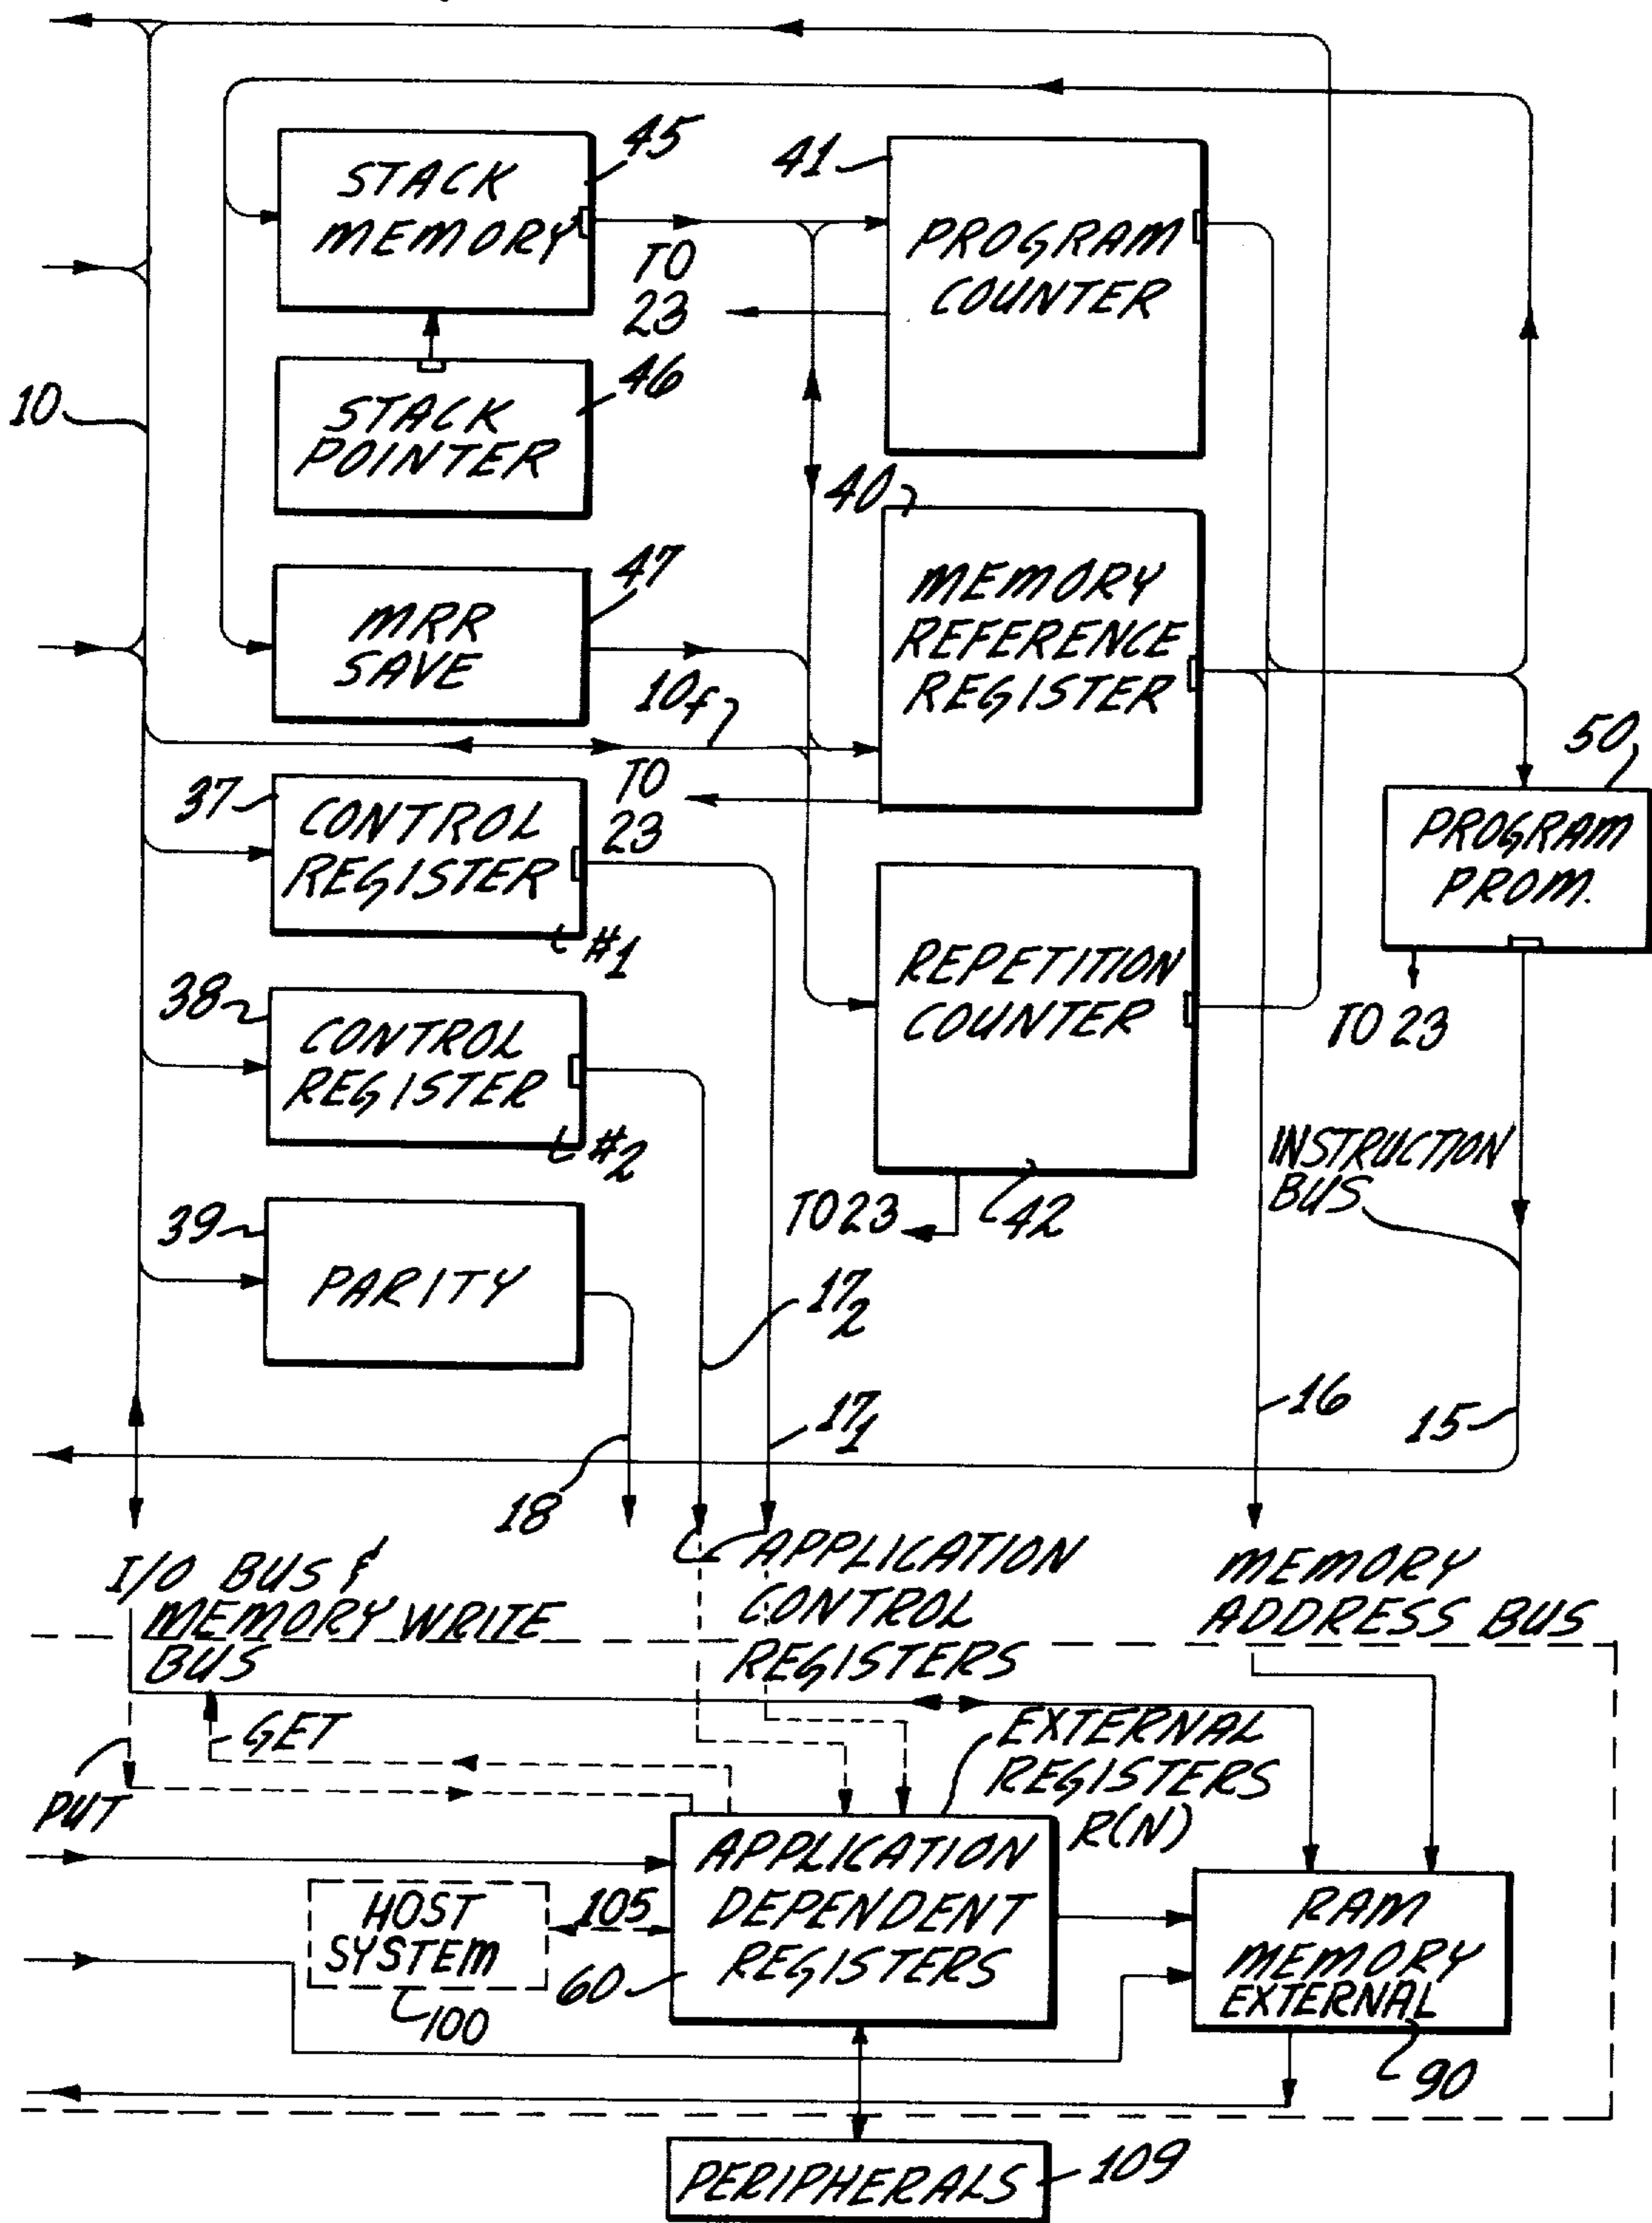 45
STACK
MEMORY
41
PROGRAM
COUNTER
TO
23
10
46
STACK
POINTER
40
MEMORY
REFERENCE
REGISTER
47
MRR
SAVE
10f
50
PROGRAM
PROM.
TO 23
37
CONTROL
REGISTER
#1
TO
23
38
CONTROL
REGISTER
#2
REPETITION
COUNTER
42
TO 23
INSTRUCTION
BUS
39
PARITY
17 2
17 1
16
15
18
I/O BUS &
MEMORY WRITE
BUS
APPLICATION
CONTROL
REGISTERS
MEMORY
ADDRESS BUS
GET
PUT
EXTERNAL
REGISTERS
R(N)
APPLICATION
DEPENDENT
REGISTERS
60
HOST
SYSTEM
100
105
RAM
MEMORY
EXTERNAL
90
PERIPHERALS
109